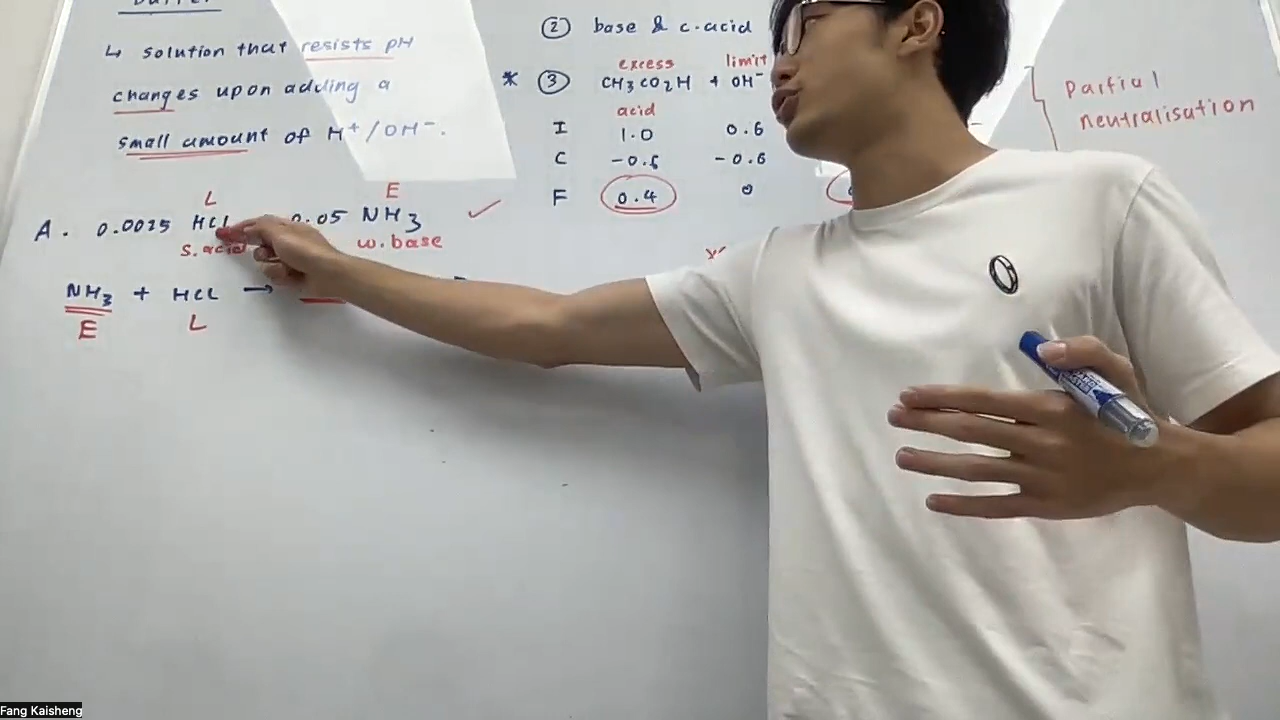 Buffer
↳ solution that resists pH
changes upon adding a
small amount of H⁺/OH⁻.
L E
A. 0.0025 HCl 0.05 NH3 ✓
s.acid w.base
NH3 + HCl →
E L
② base & c.acid
excess limit
* ③ CH3CO2H + OH⁻
acid
I 1.0 0.6
C -0.6 -0.6
F 0.4 0
partial
neutralisation
Fang Kaisheng